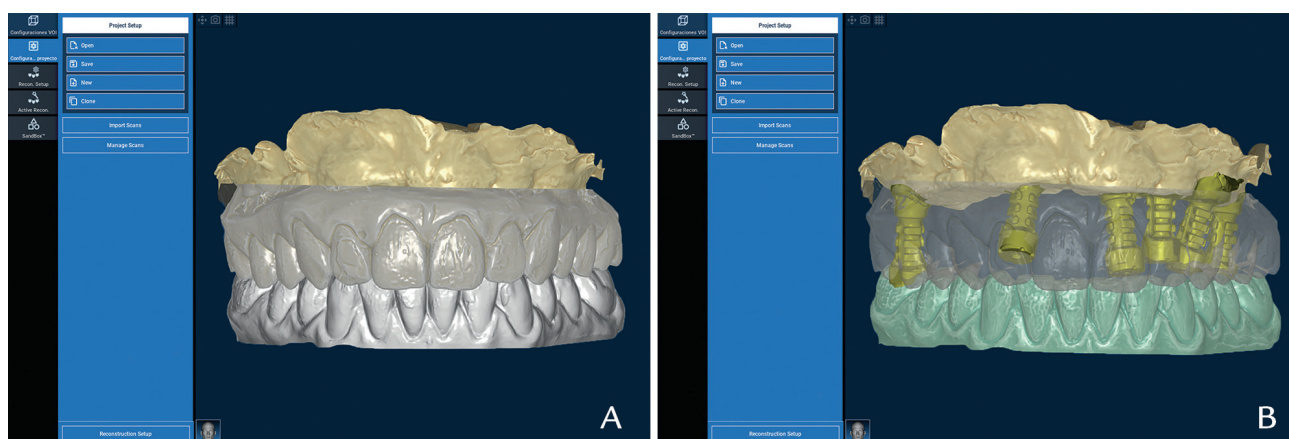 Configuraciones VOI
Configura... proyecto
Recon. Setup
Active Recon.
SandBox™
Project Setup
Open
Save
New
Clone
Import Scans
Manage Scans
Reconstruction Setup
A
Configuraciones VOI
Configura... proyecto
Recon. Setup
Active Recon.
SandBox™
Project Setup
Open
Save
New
Clone
Import Scans
Manage Scans
Reconstruction Setup
B